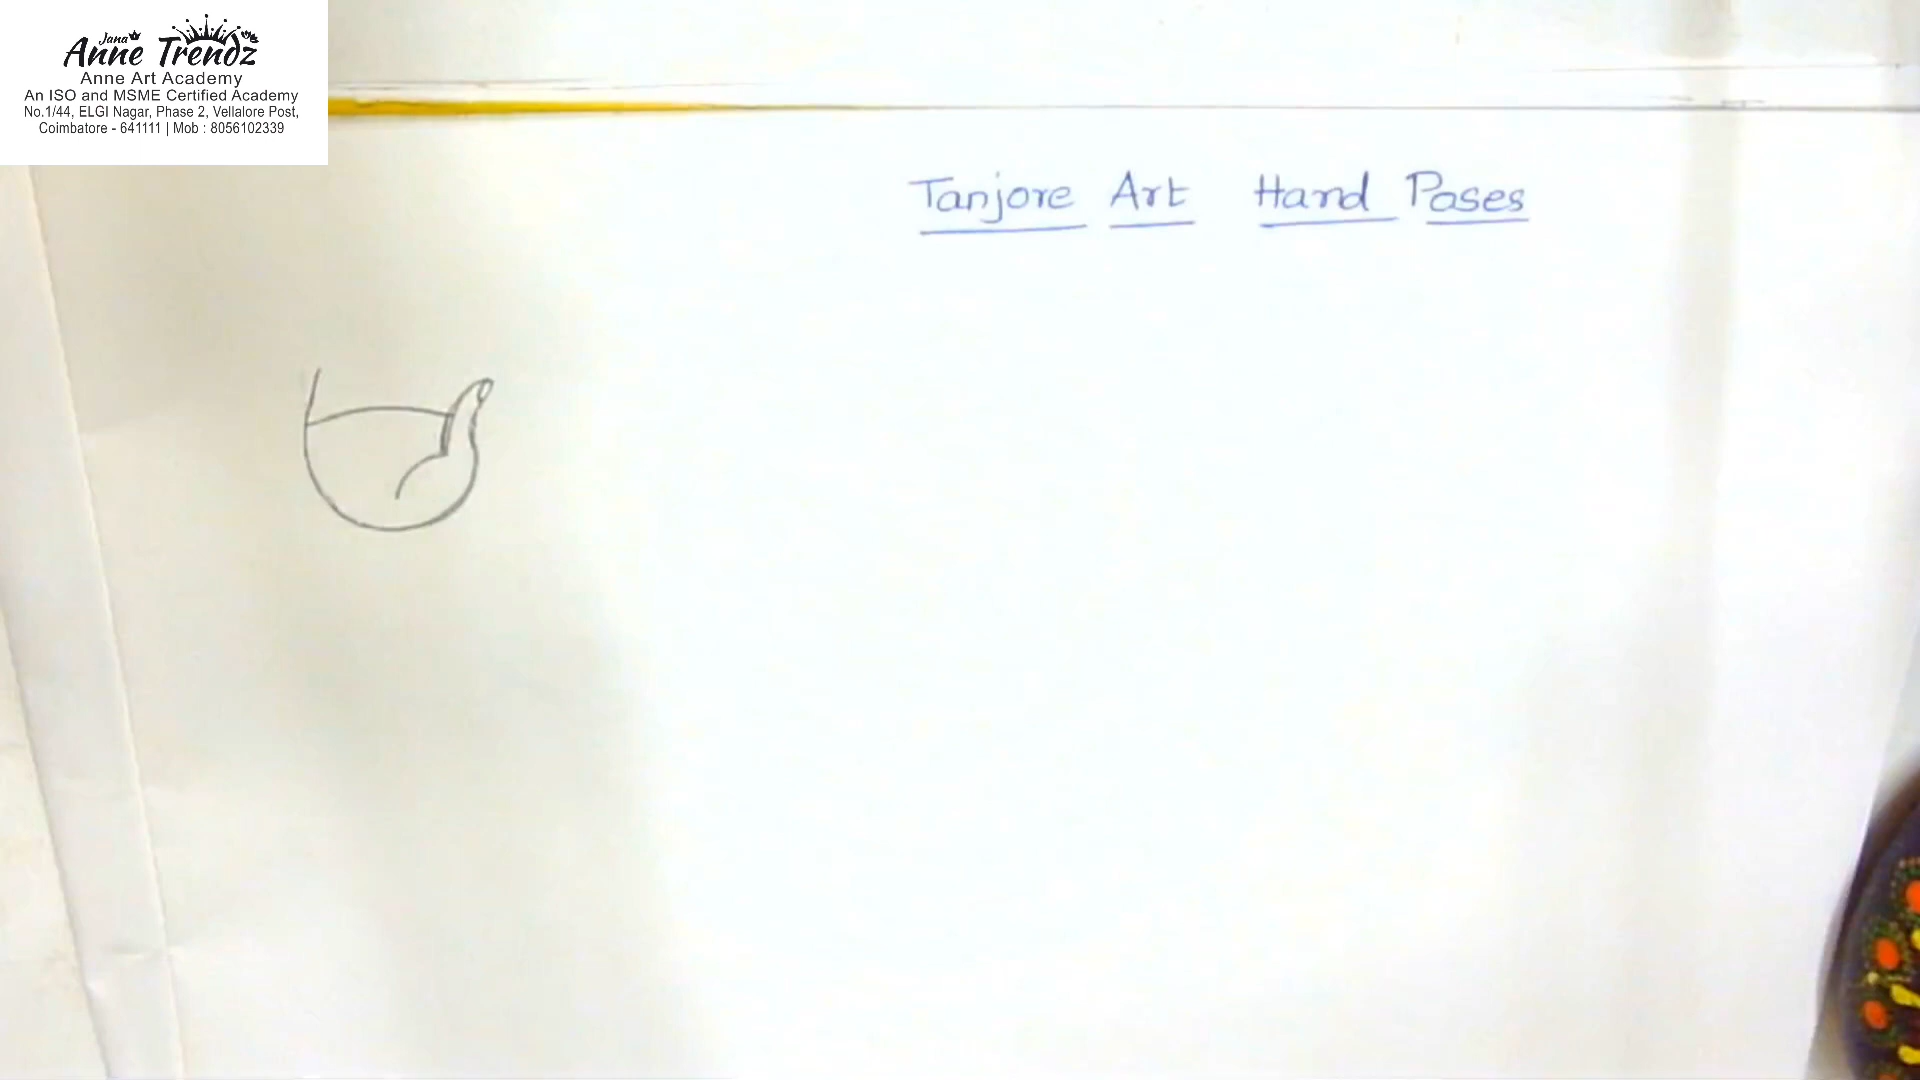 Jana
Anne Trendz
Anne Art Academy
An ISO and MSME Certified Academy
No.1/44, ELGI Nagar, Phase 2, Vellalore Post,
Coimbatore - 641111 | Mob : 8056102339
Tanjore Art Hand Poses